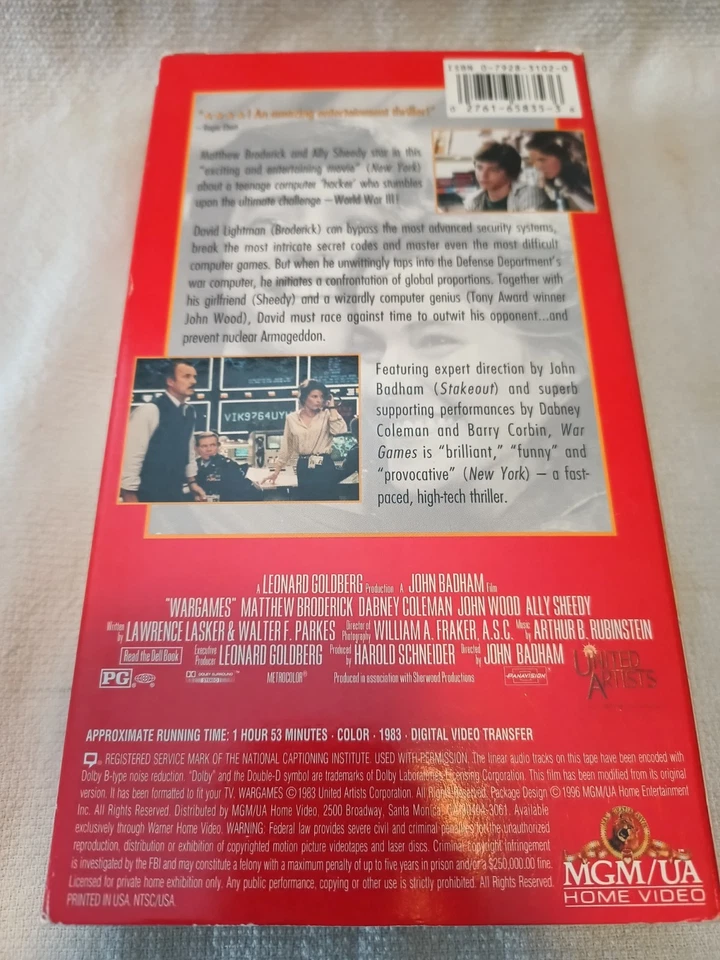 ISBN 0-7928-3102-0
0 2761-65835-3 4
"★★★★! An amazing entertainment thriller!"
– Roger Ebert
Matthew Broderick and Ally Sheedy star in this
"exciting and entertaining movie" (New York)
about a teenage computer 'hacker' who stumbles
upon the ultimate challenge – World War III!
David Lightman (Broderick) can bypass the most advanced security systems,
break the most intricate secret codes and master even the most difficult
computer games. But when he unwittingly taps into the Defense Department's
war computer, he initiates a confrontation of global proportions. Together with
his girlfriend (Sheedy) and a wizardly computer genius (Tony Award winner
John Wood), David must race against time to outwit his opponent...and
prevent nuclear Armageddon.
VIK9764UYL
Featuring expert direction by John
Badham (Stakeout) and superb
supporting performances by Dabney
Coleman and Barry Corbin, War
Games is "brilliant," "funny" and
"provocative" (New York) – a fast-
paced, high-tech thriller.
A LEONARD GOLDBERG Production A JOHN BADHAM Film
"WARGAMES" MATTHEW BRODERICK DABNEY COLEMAN JOHN WOOD ALLY SHEEDY
Written by LAWRENCE LASKER & WALTER F. PARKES Director of Photography WILLIAM A. FRAKER, A.S.C. Music by ARTHUR B. RUBINSTEIN
Read the Dell Book Executive Producer LEONARD GOLDBERG Produced by HAROLD SCHNEIDER Directed by JOHN BADHAM
UNITED ARTISTS
PG DOLBY SURROUND STEREO METROCOLOR® Produced in association with Sherwood Productions PANAVISION®
APPROXIMATE RUNNING TIME: 1 HOUR 53 MINUTES · COLOR · 1983 · DIGITAL VIDEO TRANSFER
REGISTERED SERVICE MARK OF THE NATIONAL CAPTIONING INSTITUTE. USED WITH PERMISSION. The linear audio tracks on this tape have been encoded with
Dolby B-type noise reduction. "Dolby" and the Double-D symbol are trademarks of Dolby Laboratories Licensing Corporation. This film has been modified from its original
version. It has been formatted to fit your TV. WARGAMES ©1983 United Artists Corporation. All Rights Reserved. Package Design ©1996 MGM/UA Home Entertainment
Inc. All Rights Reserved. Distributed by MGM/UA Home Video, 2500 Broadway, Santa Monica, CA 90404-3061. Available
exclusively through Warner Home Video. WARNING: Federal law provides severe civil and criminal penalties for the unauthorized
reproduction, distribution or exhibition of copyrighted motion picture videotapes and laser discs. Criminal copyright infringement
is investigated by the FBI and may constitute a felony with a maximum penalty of up to five years in prison and/or a $250,000.00 fine.
Licensed for private home exhibition only. Any public performance, copying or other use is strictly prohibited. All Rights Reserved.
PRINTED IN USA. NTSC/USA.
MGM/UA
HOME VIDEO